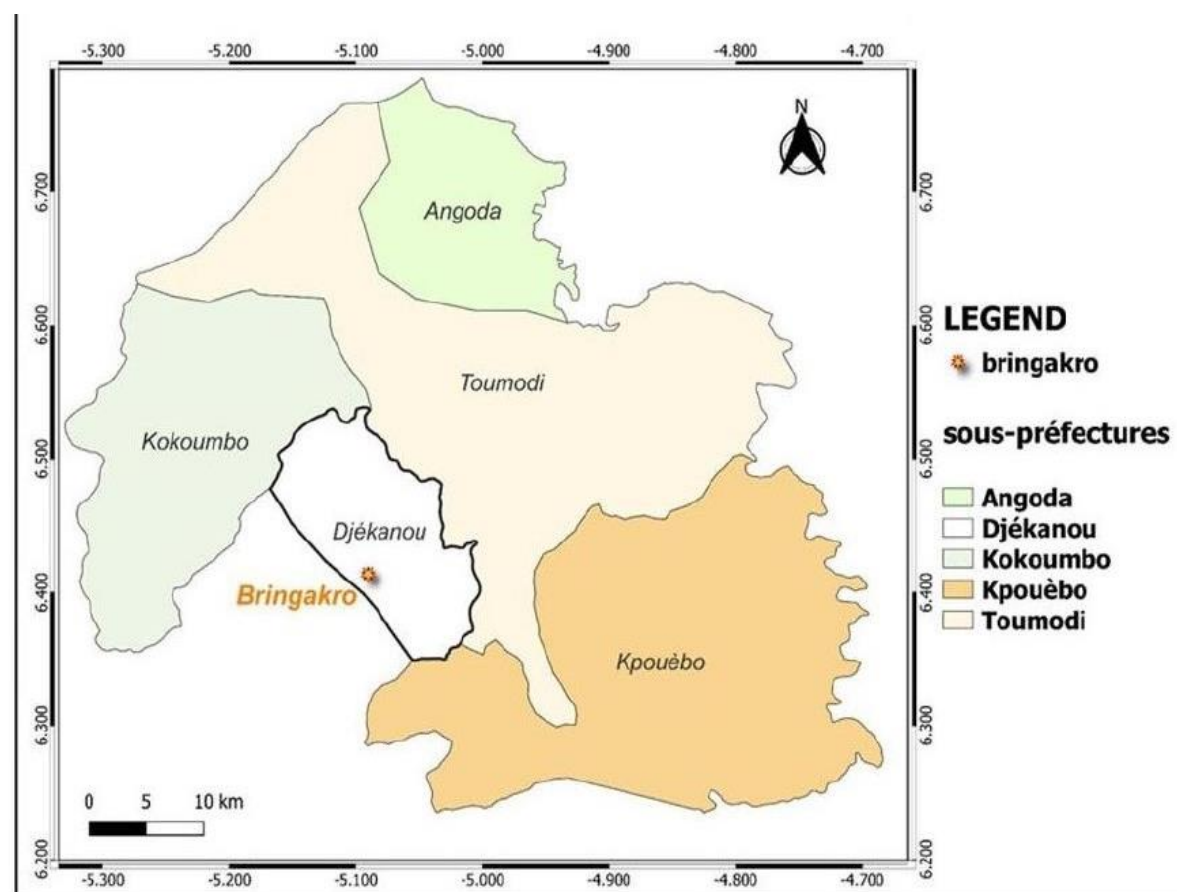 -5.300 -5.200 -5.100 -5.000 -4.900 -4.800 -4.700
N
6.700 6.700
Angoda
6.600 6.600
LEGEND
bringakro
Toumodi
sous-préfectures
Kokoumbo
6.500 6.500
Angoda
Djékanou
Djékanou
Kokoumbo
Bringakro
6.400 6.400
Kpouèbo
Toumodi
Kpouèbo
6.300 6.300
0 5 10 km
6.200 6.200
-5.300 -5.200 -5.100 -5.000 -4.900 -4.800 -4.700